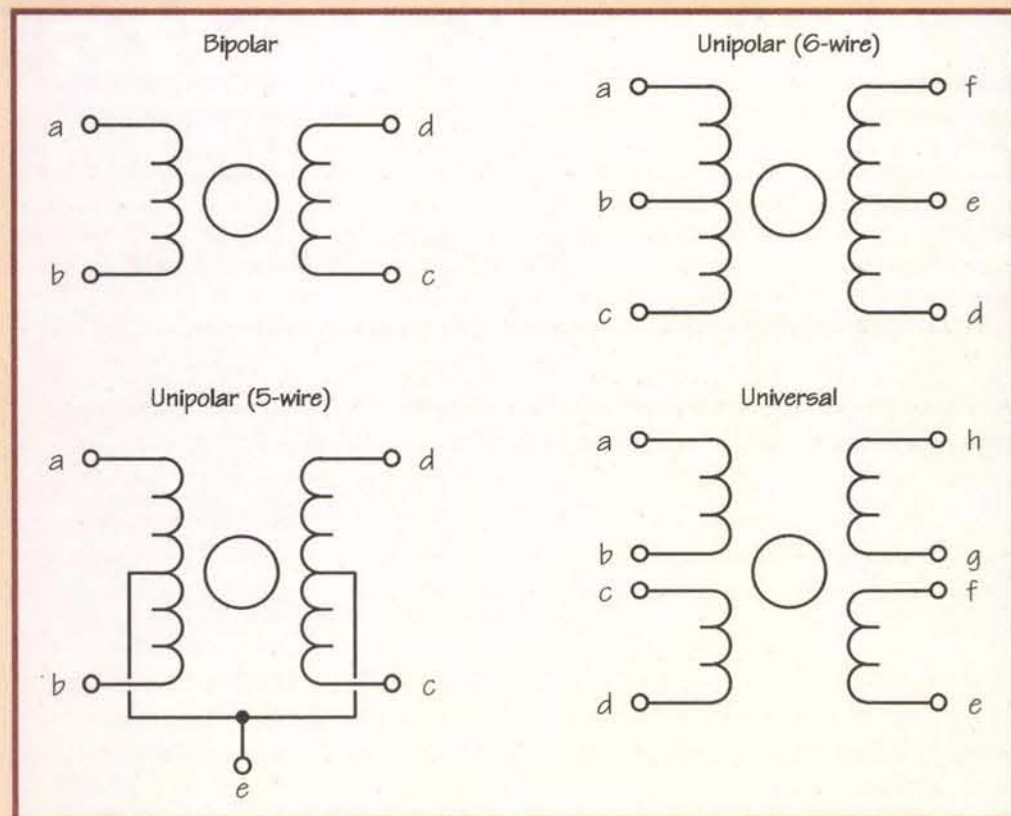 Bipolar
a
d
b
c
Unipolar (6-wire)
a
f
b
e
c
d
Unipolar (5-wire)
a
d
b
c
e
Universal
a
h
b
g
c
f
d
e